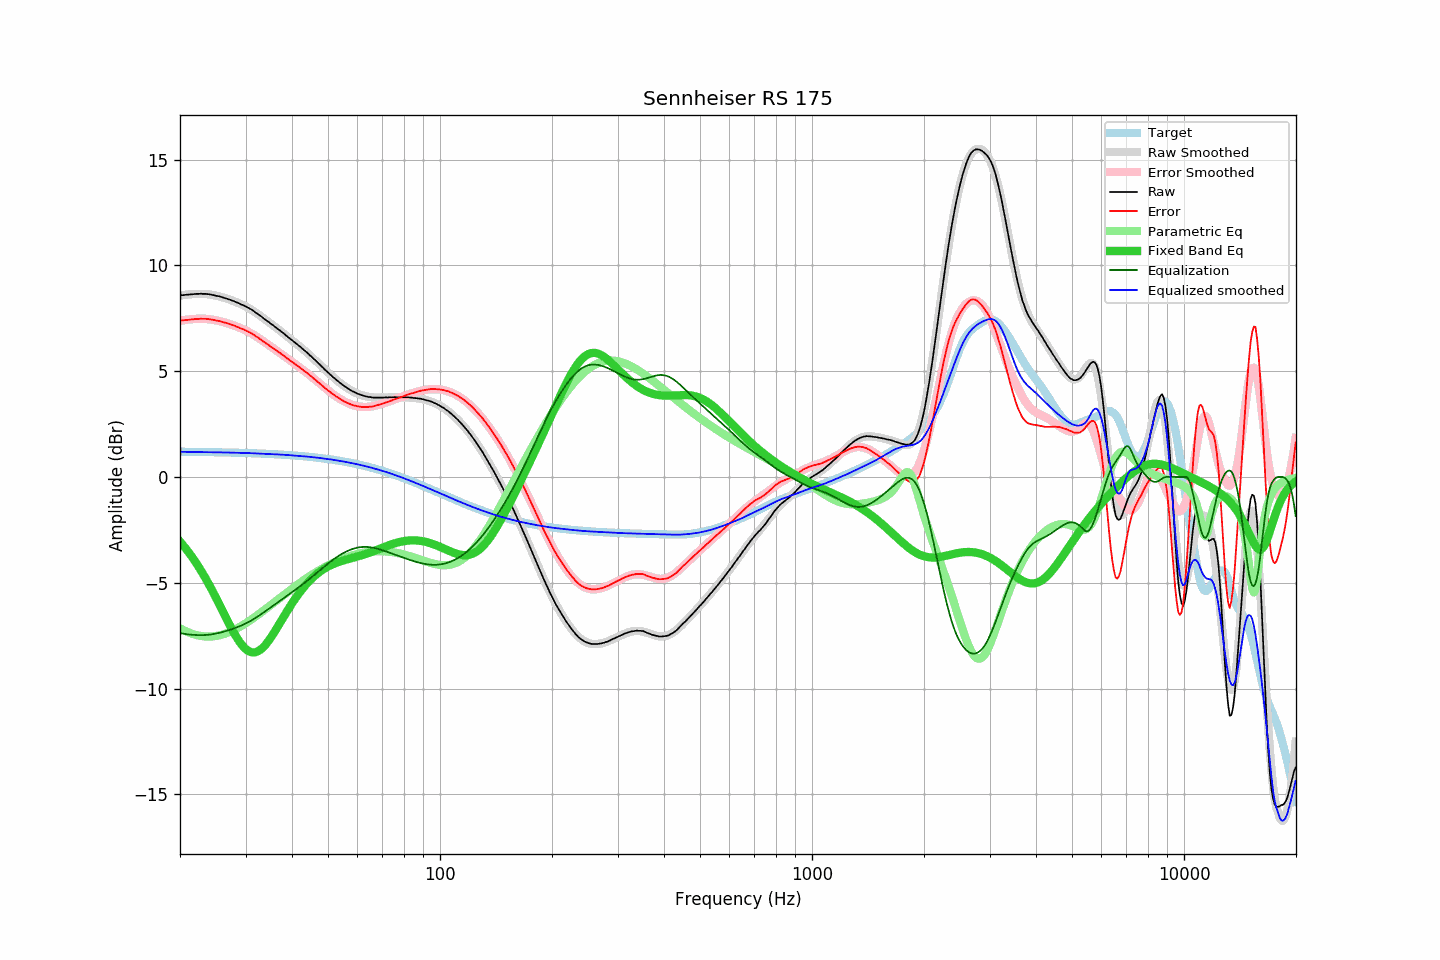 Sennheiser RS 175
Target
Raw Smoothed
Error Smoothed
Raw
Error
Parametric Eq
Fixed Band Eq
Equalization
Equalized smoothed
15
10
5
0
−5
−10
−15
Amplitude (dBr)
100
1000
10000
Frequency (Hz)